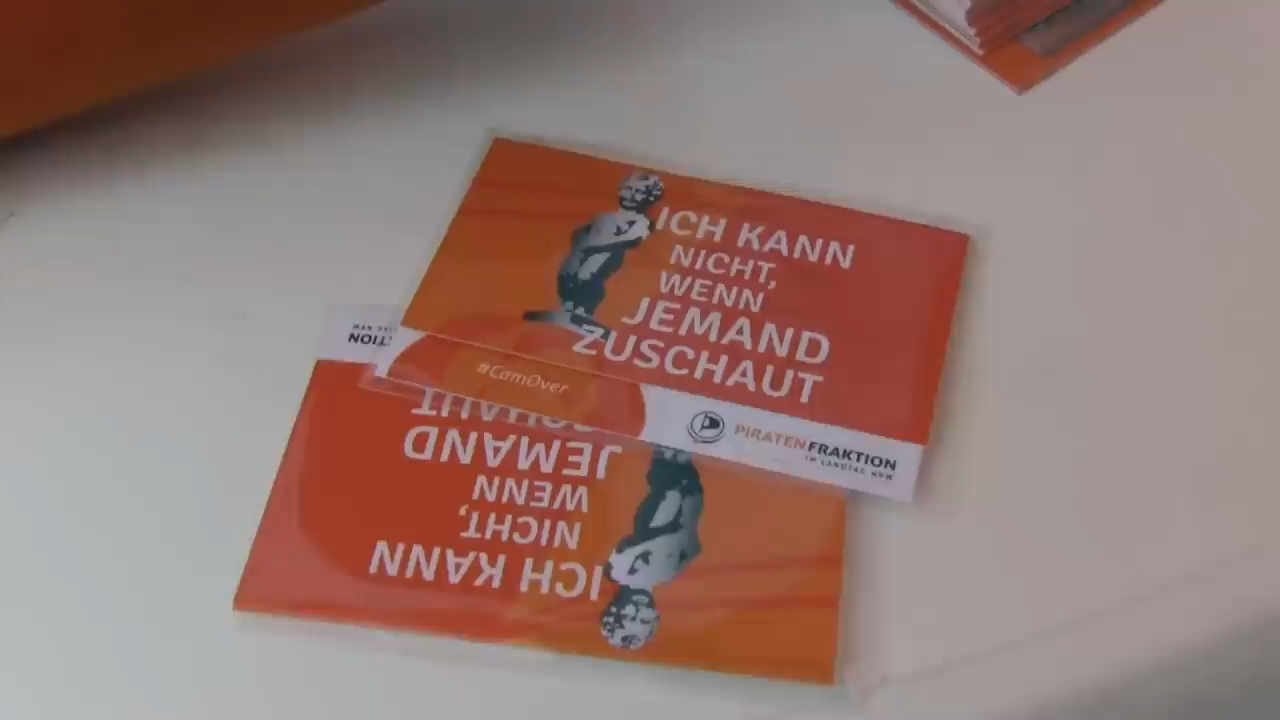 ICH KANN
NICHT,
WENN
JEMAND
ZUSCHAUT
#CamOver
PIRATENFRAKTION
IM LANDTAG NRW
ICH KANN
NICHT,
WENN
JEMAND